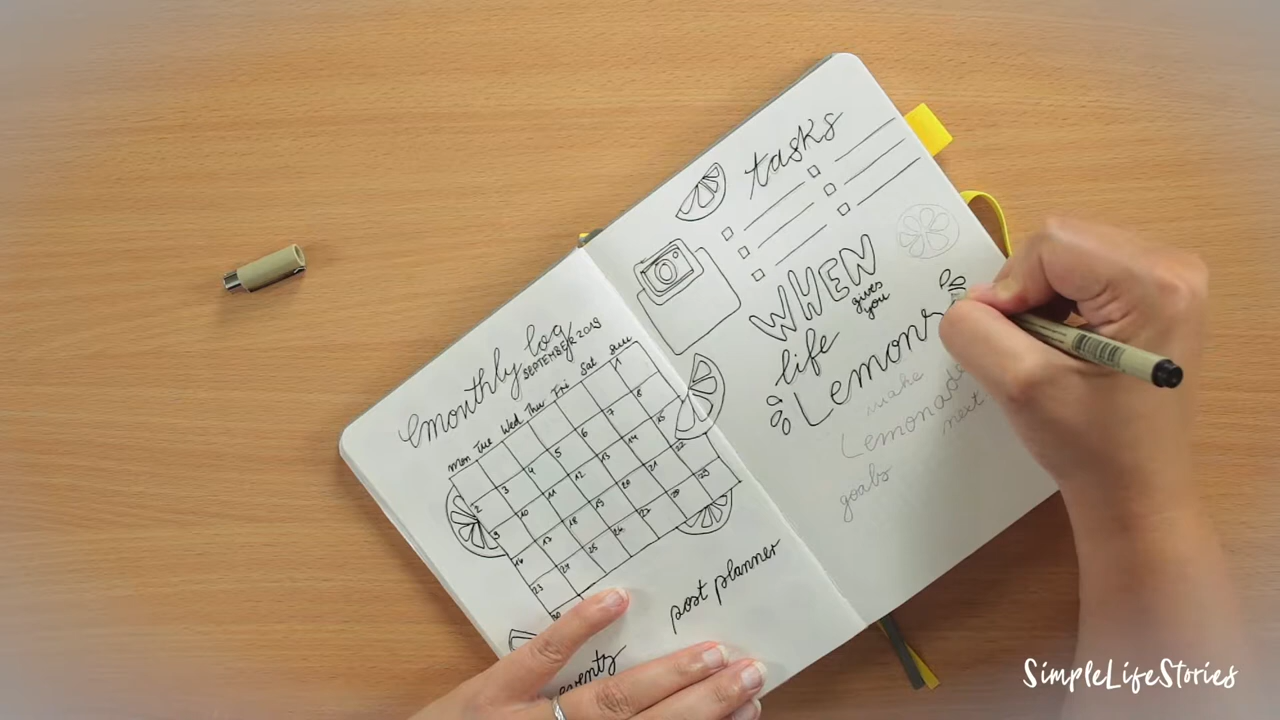 monthly log
SEPTEMBER 2019
Mon Tue Wed Thu Fri Sat Sun
1
2 3 4 5 6 7 8
9 10 11 12 13 14 15
16 17 18 19 20 21 22
23 24 25 26 27 28 29
30
events
post planner
tasks
WHEN
life
gives
you
Lemons
make
Lemonade
next
goals
SimpleLifeStories